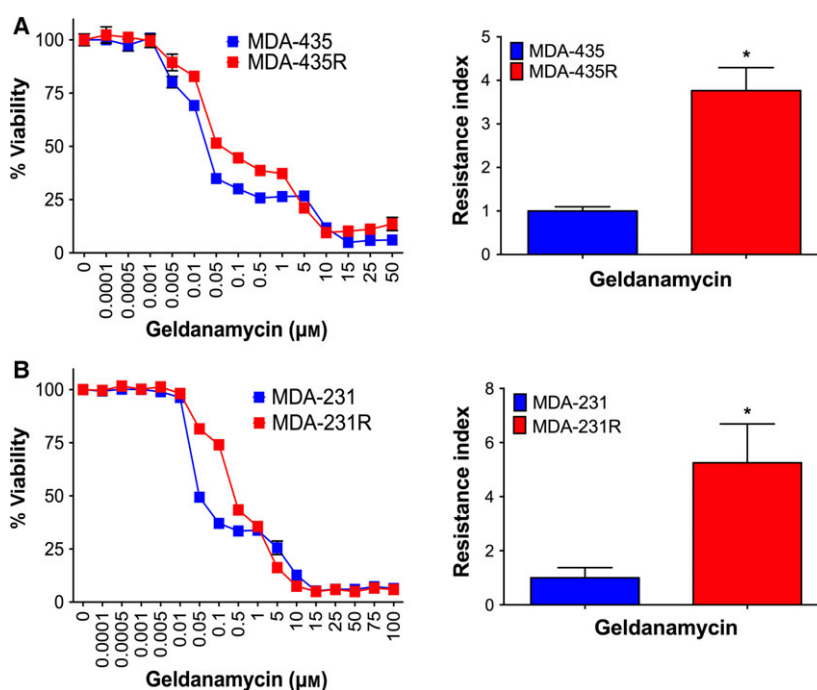 A
MDA-435
MDA-435R
% Viability
100
75
50
25
0
0 0.0001 0.0005 0.001 0.005 0.01 0.05 0.1 0.5 1 5 10 15 25 50
Geldanamycin (μM)
MDA-435
MDA-435R
Resistance index
5
4
3
2
1
0
*
Geldanamycin
B
MDA-231
MDA-231R
% Viability
100
75
50
25
0
0 0.0001 0.0005 0.001 0.005 0.01 0.05 0.1 0.5 1 5 10 15 25 50 75 100
Geldanamycin (μM)
MDA-231
MDA-231R
Resistance index
8
6
4
2
0
*
Geldanamycin